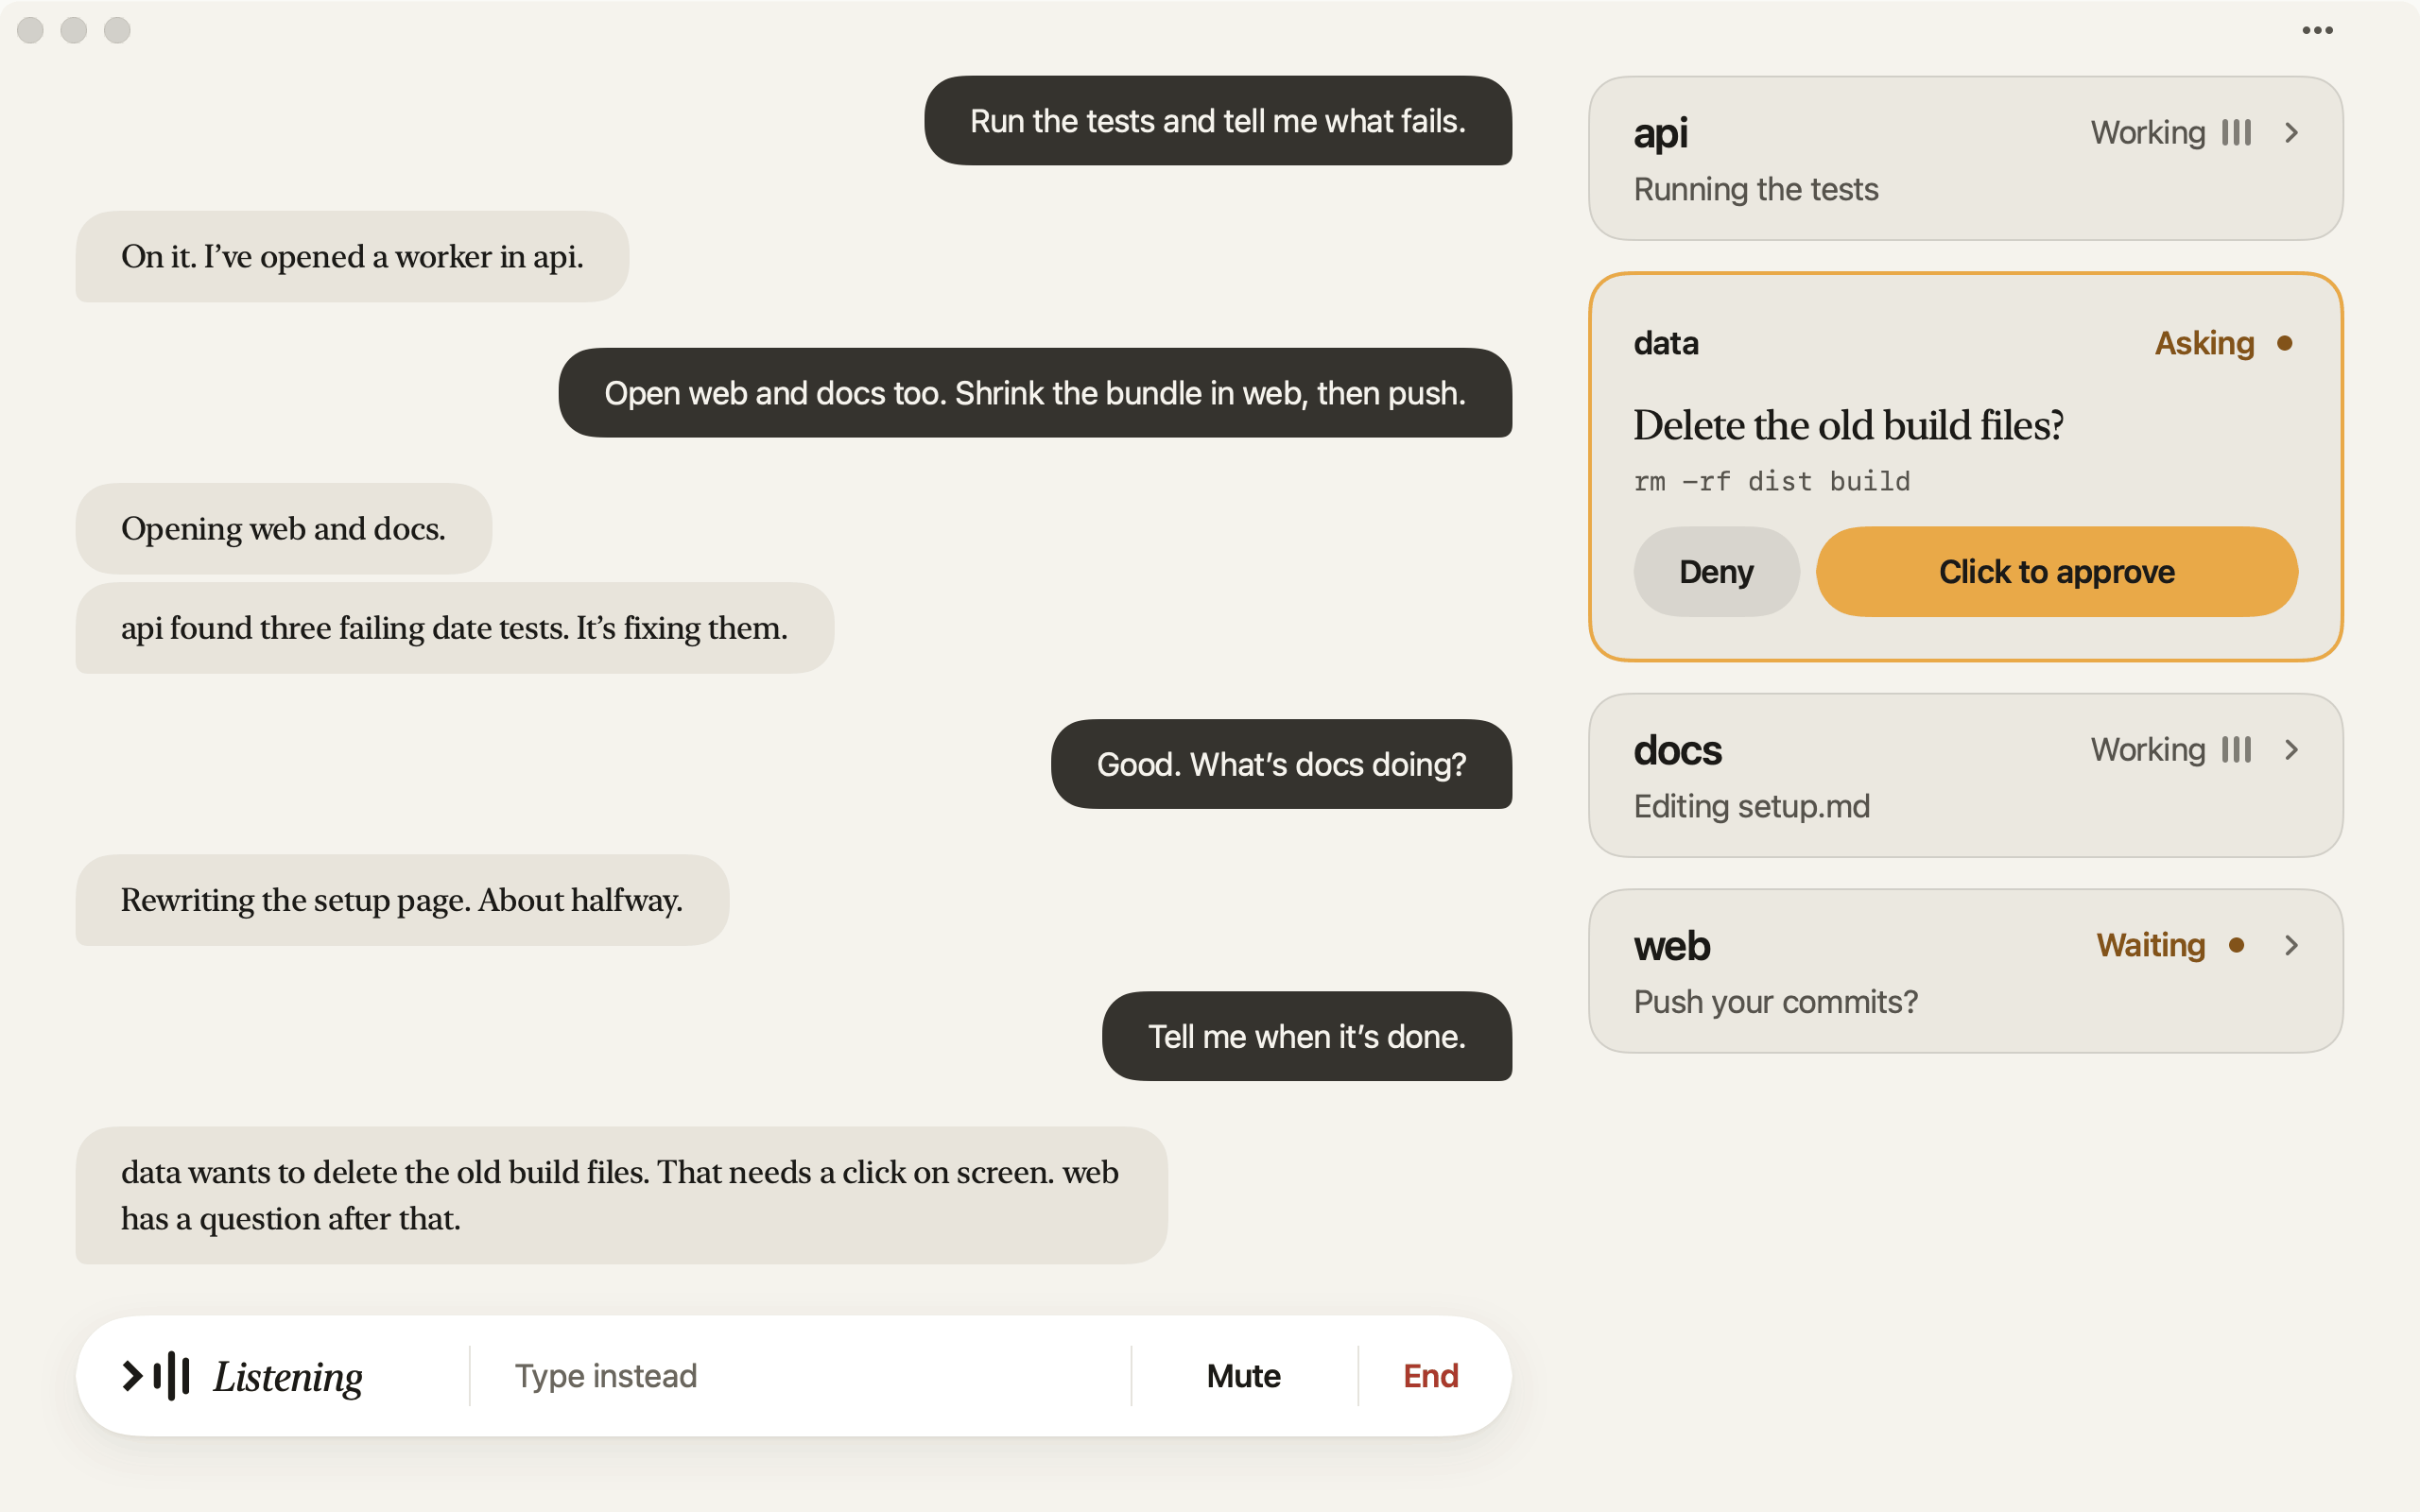 Run the tests and tell me what fails.
On it. I’ve opened a worker in api.
Open web and docs too. Shrink the bundle in web, then push.
Opening web and docs.
api found three failing date tests. It’s fixing them.
Good. What’s docs doing?
Rewriting the setup page. About halfway.
Tell me when it’s done.
data wants to delete the old build files. That needs a click on screen. web
has a question after that.
Listening
Type instead
Mute
End
api
Working
Running the tests
data
Asking
Delete the old build files?
rm –rf dist build
Deny
Click to approve
docs
Working
Editing setup.md
web
Waiting
Push your commits?